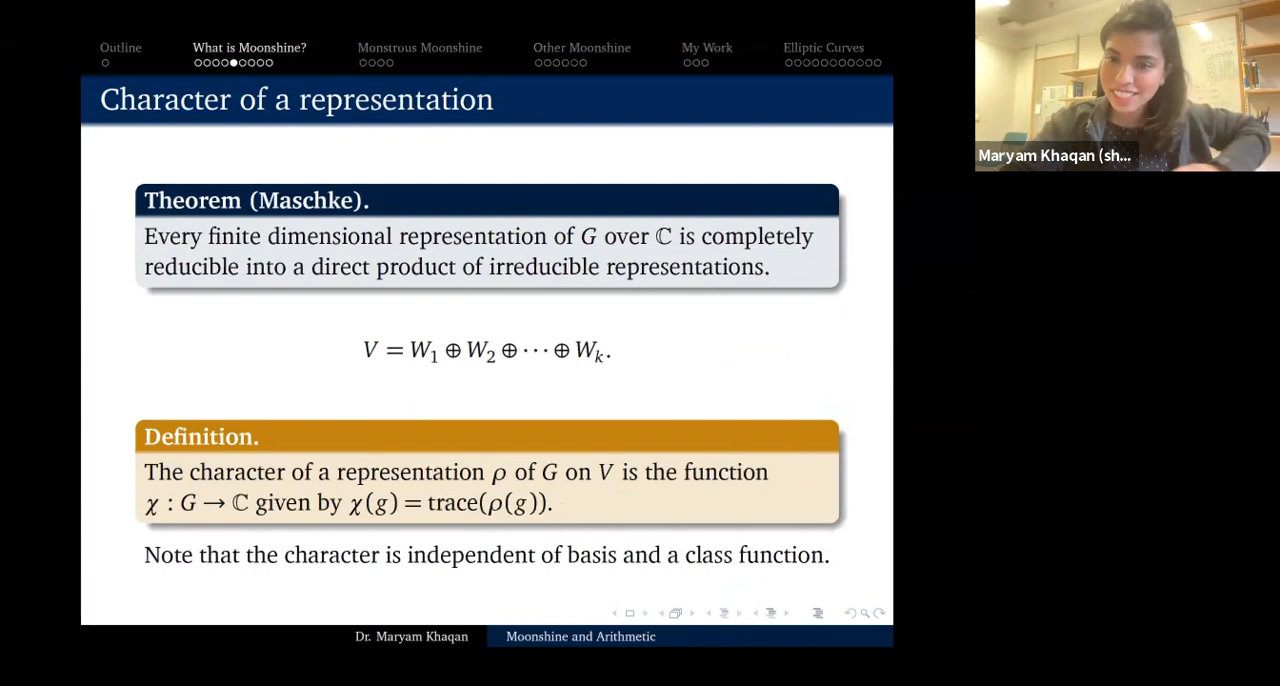 Outline
What is Moonshine?
Monstrous Moonshine
Other Moonshine
My Work
Elliptic Curves
Character of a representation
Maryam Khaqan (sh...
Theorem (Maschke).
Every finite dimensional representation of G over ℂ is completely
reducible into a direct product of irreducible representations.
V = W₁ ⊕ W₂ ⊕ ··· ⊕ Wₖ.
Definition.
The character of a representation ρ of G on V is the function
χ : G → ℂ given by χ(g) = trace(ρ(g)).
Note that the character is independent of basis and a class function.
Dr. Maryam Khaqan
Moonshine and Arithmetic